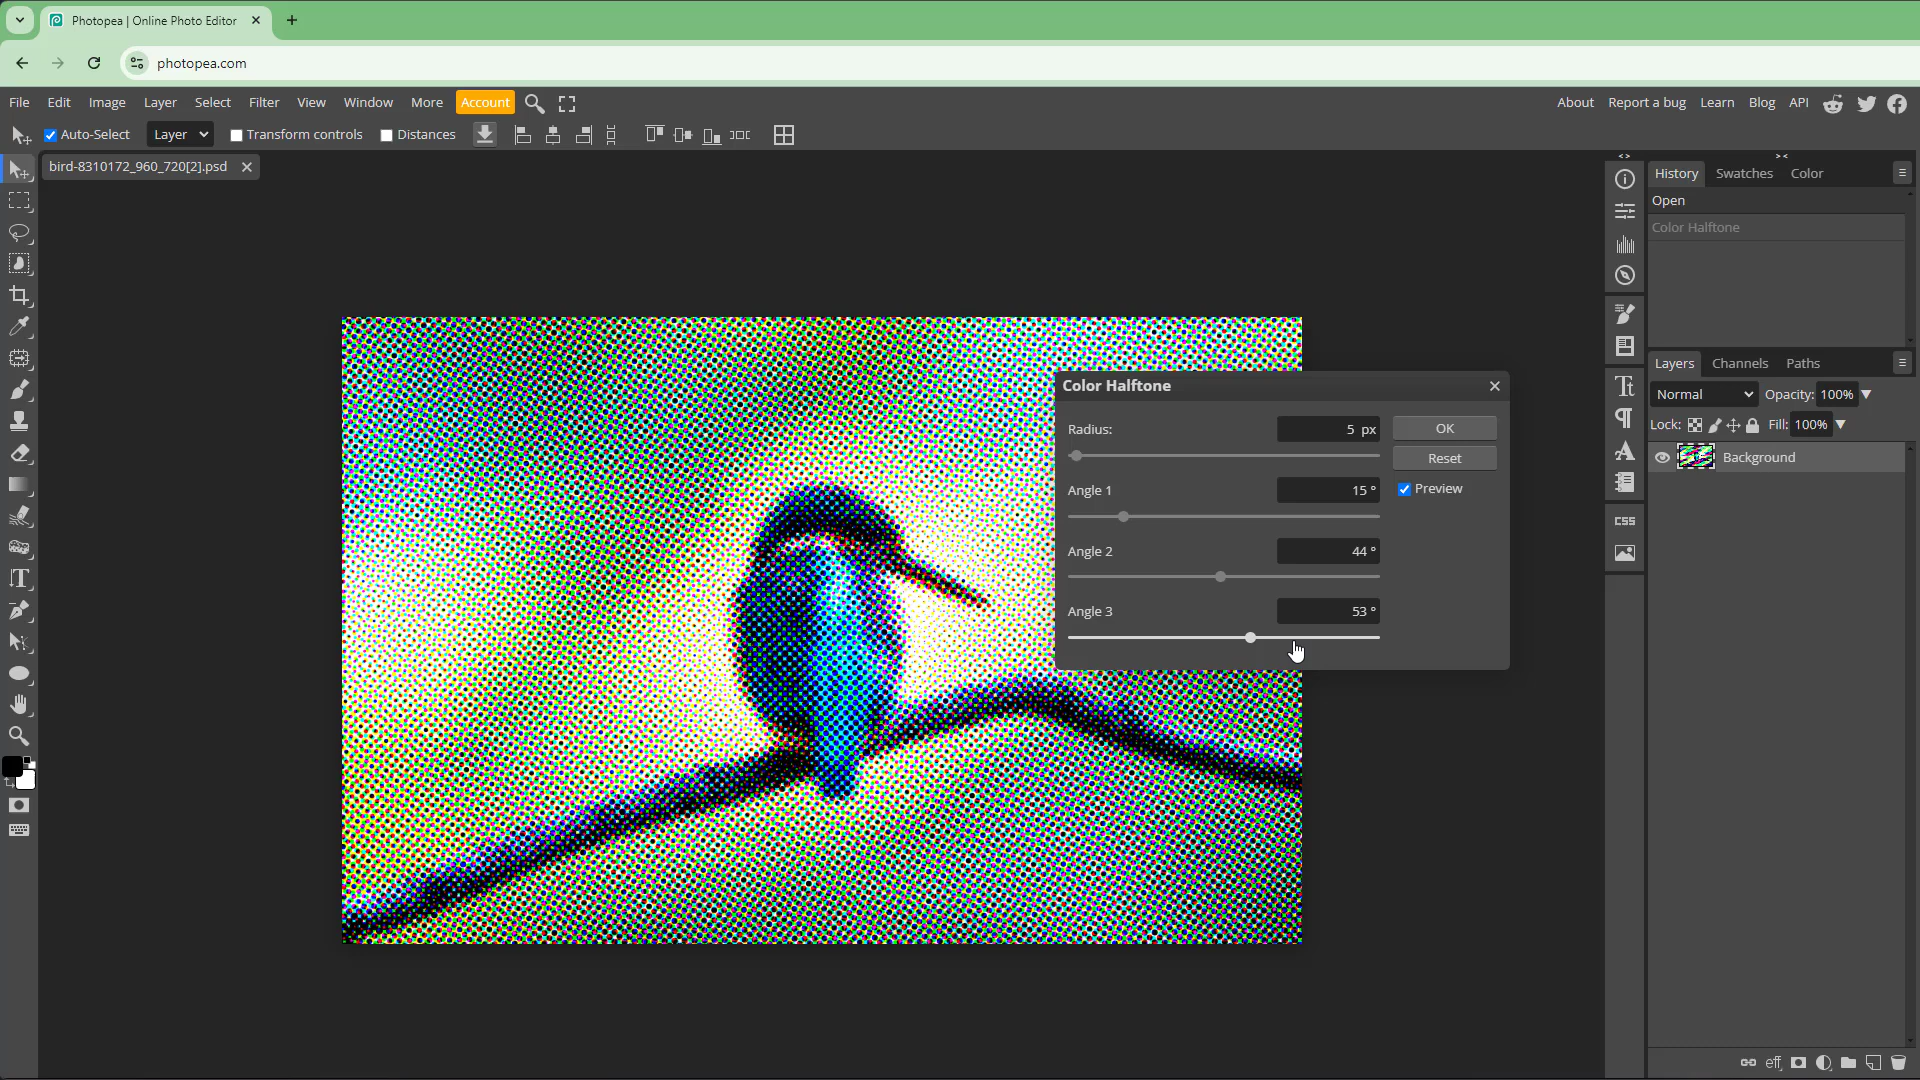 Photopea | Online Photo Editor
photopea.com
File Edit Image Layer Select Filter View Window More Account
About Report a bug Learn Blog API
Auto-Select Layer Transform controls Distances
bird-8310172_960_720[2].psd
History Swatches Color
Open
Color Halftone
Color Halftone
Radius: 5 px OK
Reset
Angle 1 15 ° Preview
Angle 2 44 °
Angle 3 53 °
Layers Channels Paths
Normal Opacity: 100%
Lock: Fill: 100%
Background
CSS
eff